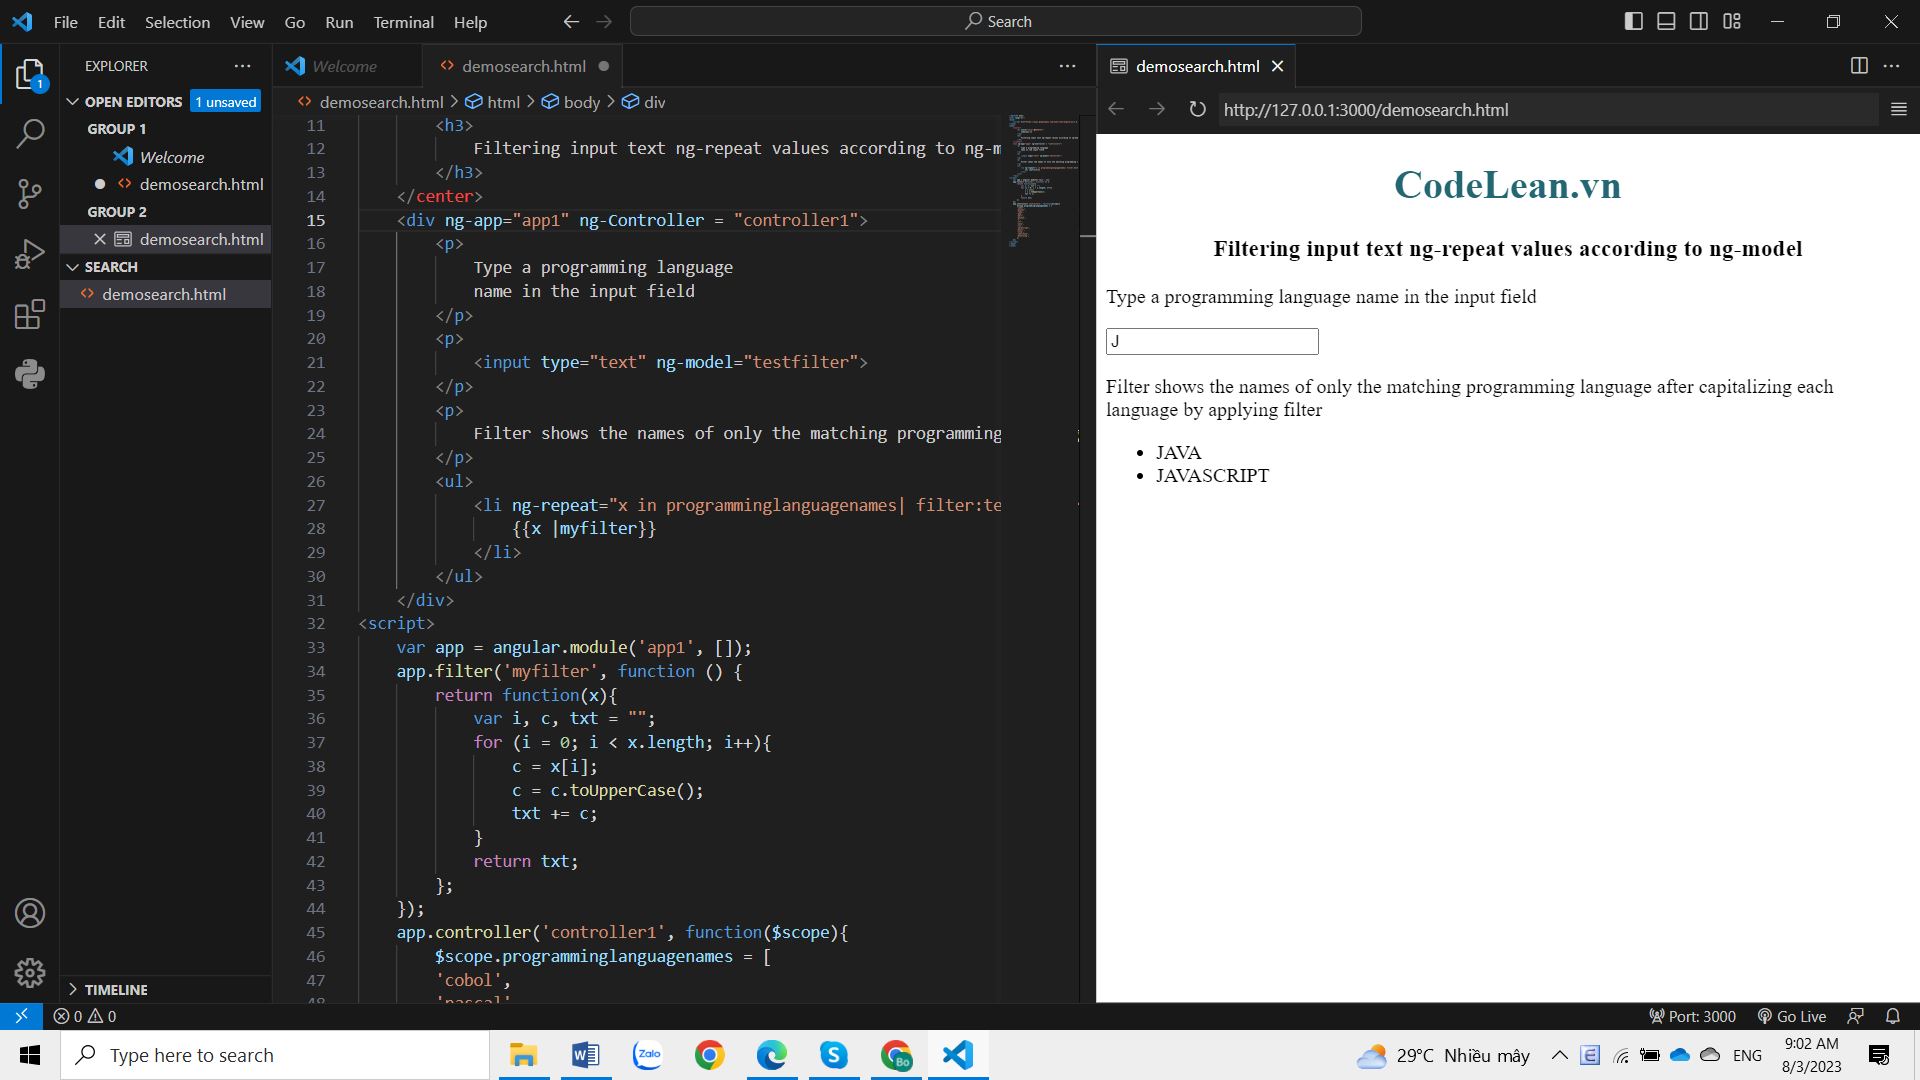 File Edit Selection View Go Run Terminal Help
Search
EXPLORER
OPEN EDITORS 1 unsaved
GROUP 1
Welcome
demosearch.html
GROUP 2
demosearch.html
SEARCH
demosearch.html
TIMELINE
1
Welcome demosearch.html
demosearch.html > html > body > div
11 <h3>
12 Filtering input text ng-repeat values according to ng-m
13 </h3>
14 </center>
15 <div ng-app="app1" ng-Controller = "controller1">
16 <p>
17 Type a programming language
18 name in the input field
19 </p>
20 <p>
21 <input type="text" ng-model="testfilter">
22 </p>
23 <p>
24 Filter shows the names of only the matching programming
25 </p>
26 <ul>
27 <li ng-repeat="x in programminglanguagenames| filter:te
28 {{x |myfilter}}
29 </li>
30 </ul>
31 </div>
32 <script>
33 var app = angular.module('app1', []);
34 app.filter('myfilter', function () {
35 return function(x){
36 var i, c, txt = "";
37 for (i = 0; i < x.length; i++){
38 c = x[i];
39 c = c.toUpperCase();
40 txt += c;
41 }
42 return txt;
43 };
44 });
45 app.controller('controller1', function($scope){
46 $scope.programminglanguagenames = [
47 'cobol',
48 'pascal'
demosearch.html
http://127.0.0.1:3000/demosearch.html
CodeLean.vn
Filtering input text ng-repeat values according to ng-model
Type a programming language name in the input field
J
Filter shows the names of only the matching programming language after capitalizing each
language by applying filter
JAVA
JAVASCRIPT
0 0
Port: 3000 Go Live
Type here to search
Zalo
Bo
29°C Nhiều mây
ENG
9:02 AM
8/3/2023